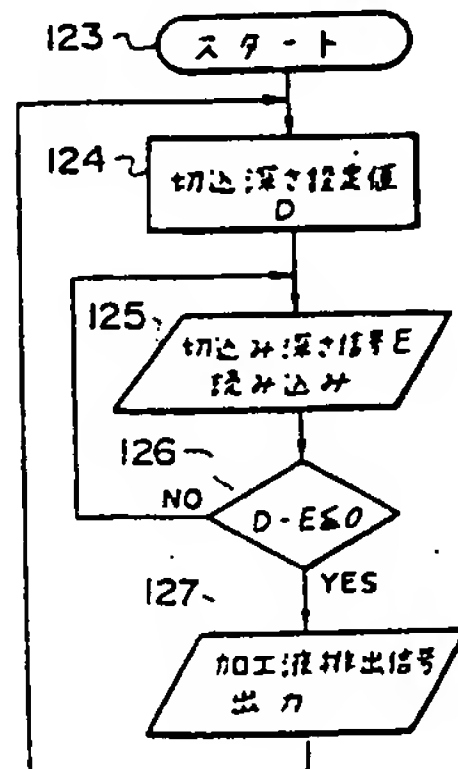 123
スタート
124
切込深さ設定値
D
125
切込み深さ信号E
読み込み
126
NO
D-E≦0
YES
127
加工液排出信号
出力